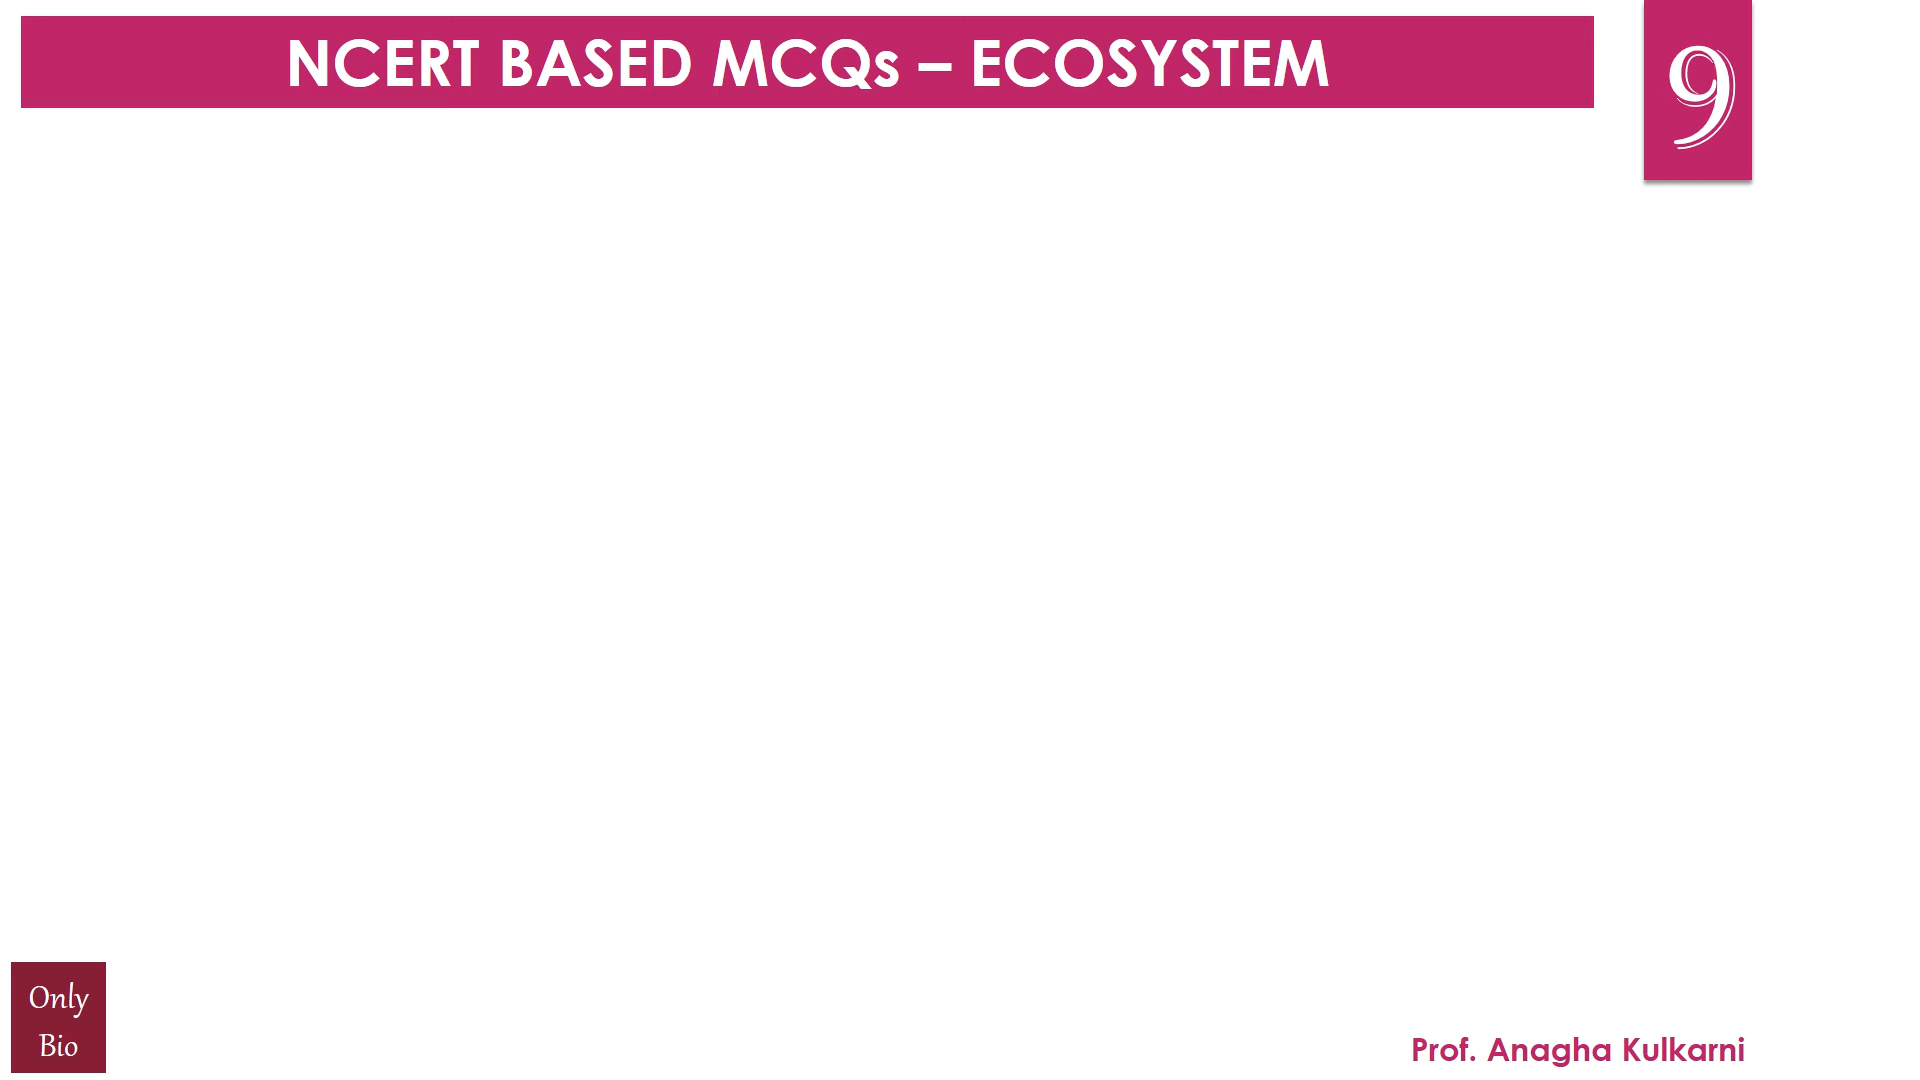 NCERT BASED MCQs – ECOSYSTEM
9
Only
Bio
Prof. Anagha Kulkarni